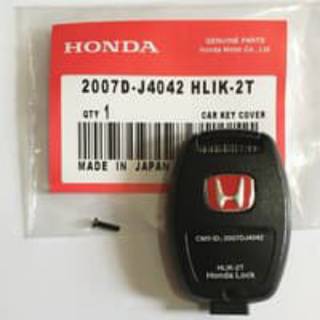 HONDA
GENUINE PARTS
Honda Motor Co., Ltd
2007D-J4042 HLIK-2T
QTY 1
CAR KEY COVER
MADE IN JAPAN
CMIT-ID: 2007DJ4042
HLIK-2T
Honda Lock